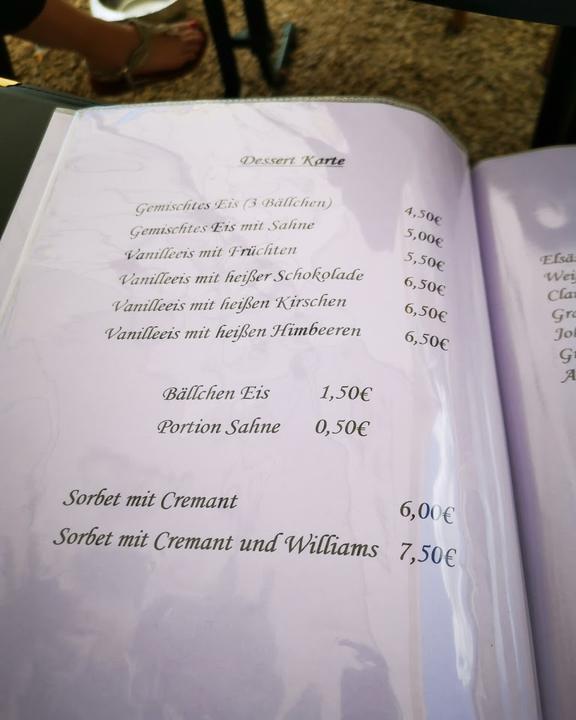 Dessert Karte
Gemischtes Eis (3 Bällchen) 4,50€
Gemischtes Eis mit Sahne 5,00€
Vanilleeis mit Früchten 5,50€
Vanilleeis mit heißer Schokolade 6,50€
Vanilleeis mit heißen Kirschen 6,50€
Vanilleeis mit heißen Himbeeren 6,50€
Bällchen Eis 1,50€
Portion Sahne 0,50€
Sorbet mit Cremant 6,00€
Sorbet mit Cremant und Williams 7,50€